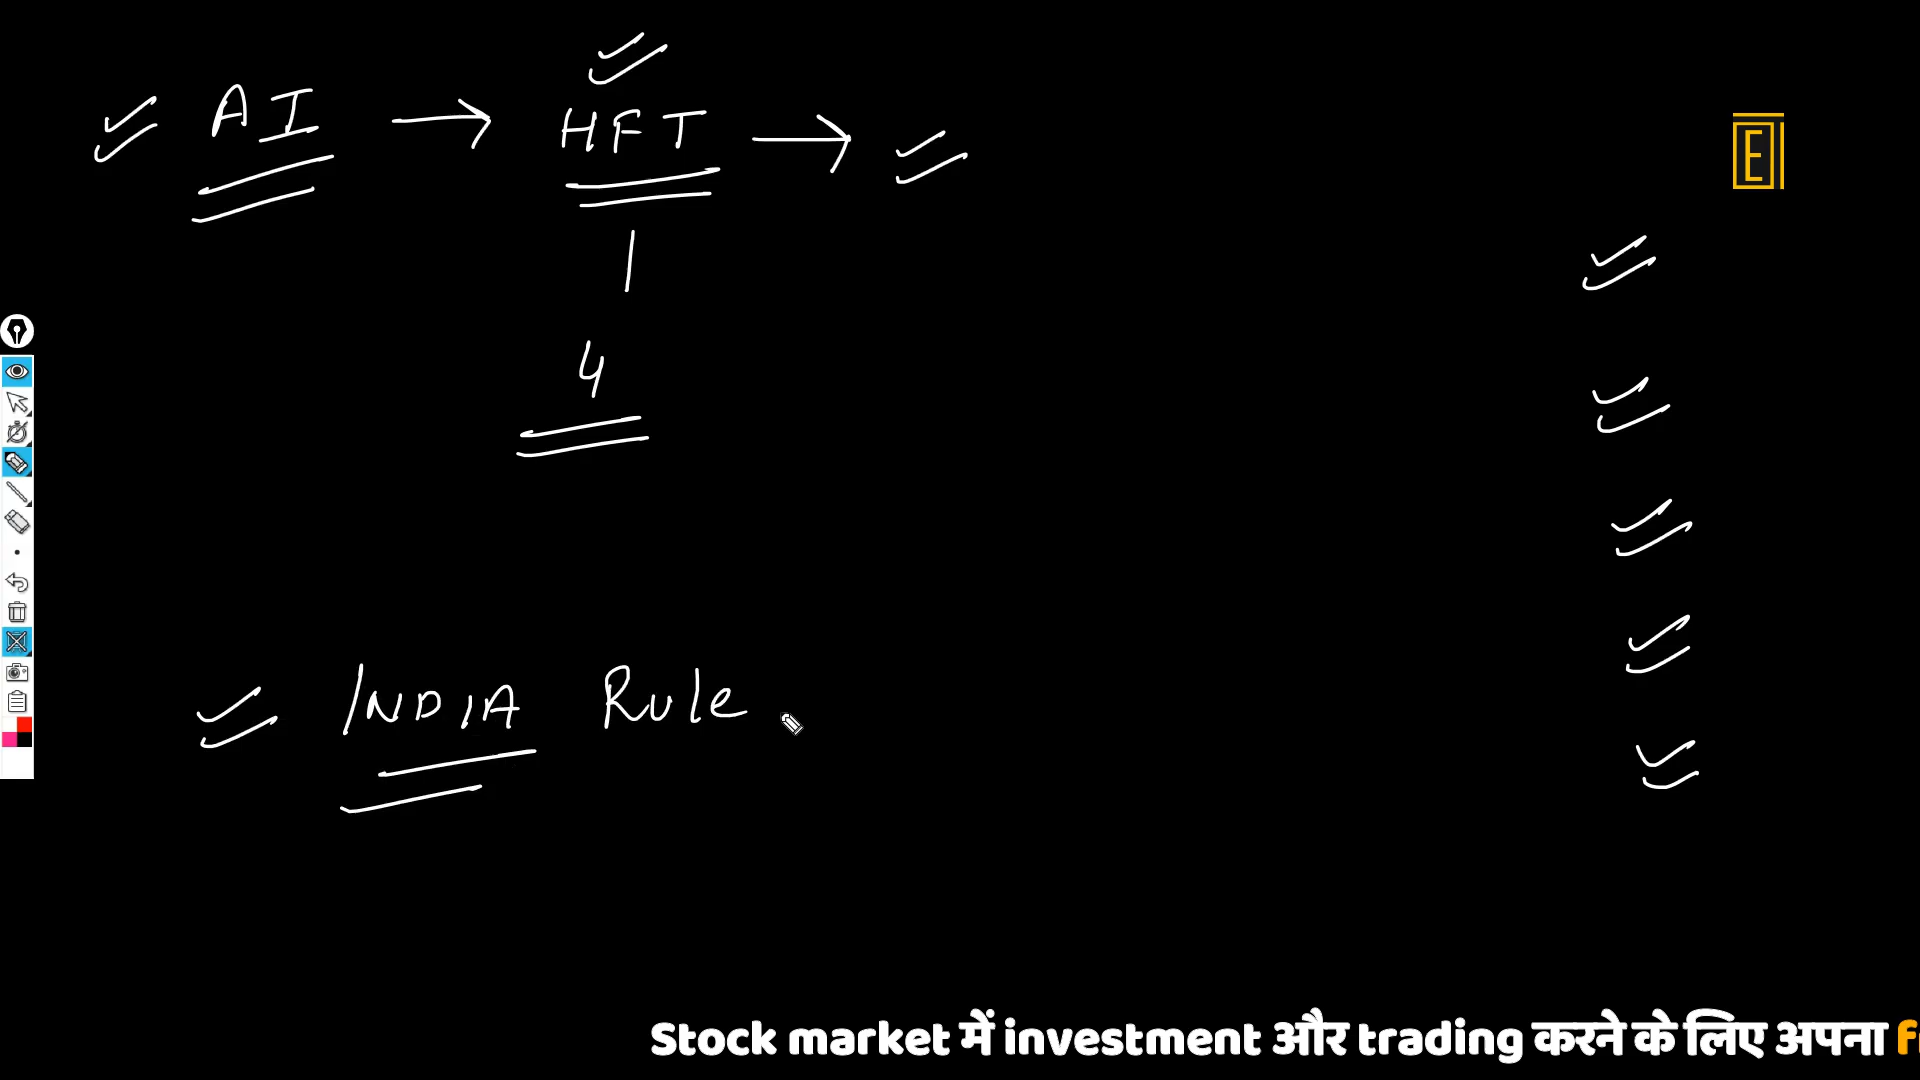 AI → HFT →
4
INDIA Rule
E
Stock market में investment और trading करने के लिए अपना